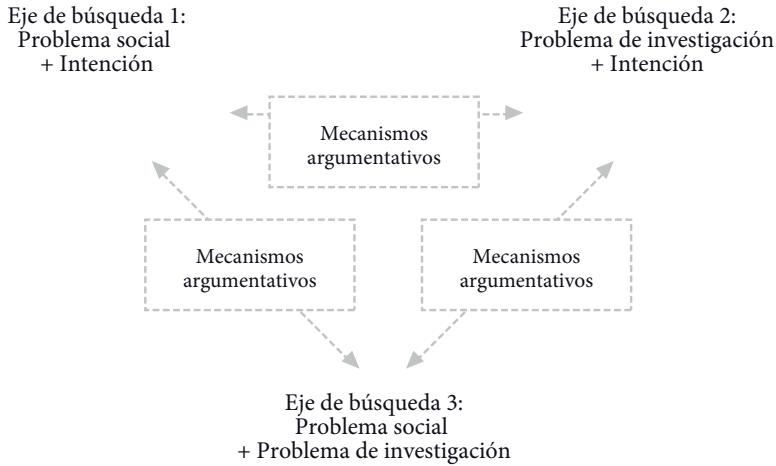 Eje de búsqueda 1:
Problema social
+ Intención
Eje de búsqueda 2:
Problema de investigación
+ Intención
Mecanismos
argumentativos
Mecanismos
argumentativos
Mecanismos
argumentativos
Eje de búsqueda 3:
Problema social
+ Problema de investigación